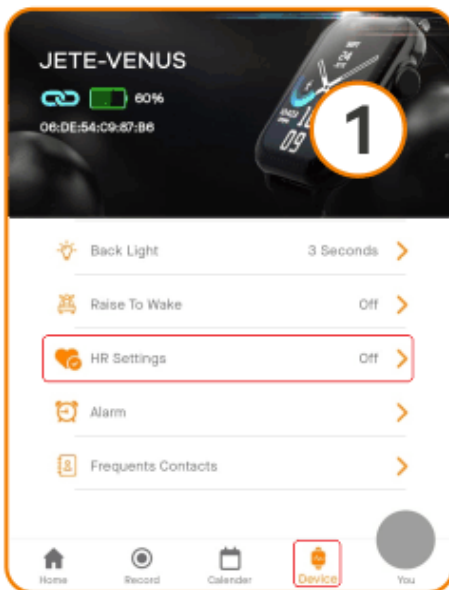 JETE-VENUS
60%
06:DE:54:C9:87:B6
1
Back Light 3 Seconds
Raise To Wake Off
HR Settings Off
Alarm
Frequents Contacts
Home Record Calender Device You